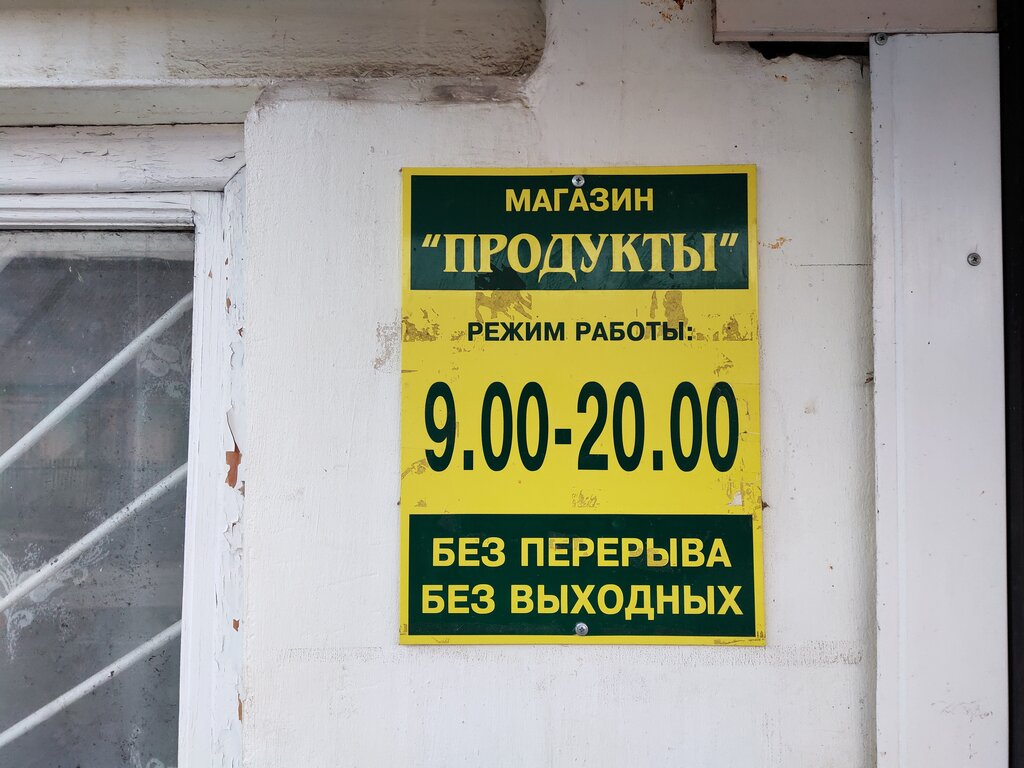 МАГАЗИН
“ПРОДУКТЫ”
РЕЖИМ РАБОТЫ:
9.00-20.00
БЕЗ ПЕРЕРЫВА
БЕЗ ВЫХОДНЫХ